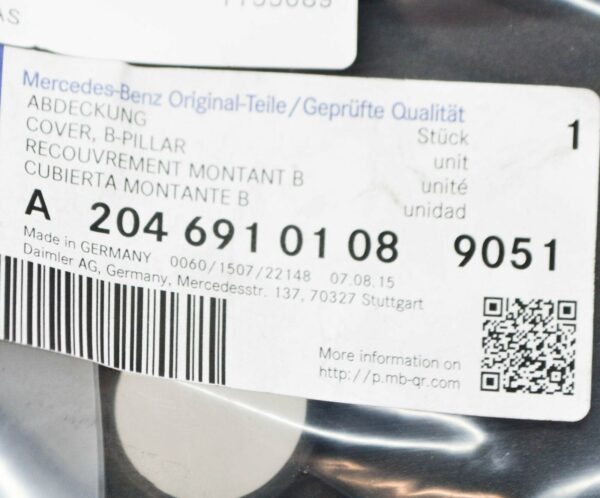 Mercedes-Benz Original-Teile/Geprüfte Qualität
ABDECKUNG Stück 1
COVER, B-PILLAR unit
RECOUVREMENT MONTANT B unité
CUBIERTA MONTANTE B unidad
A 204 691 01 08 9051
Made in GERMANY 0060/1507/22148 07.08.15
Daimler AG, Germany, Mercedesstr. 137, 70327 Stuttgart
More information on
http://p.mb-qr.com